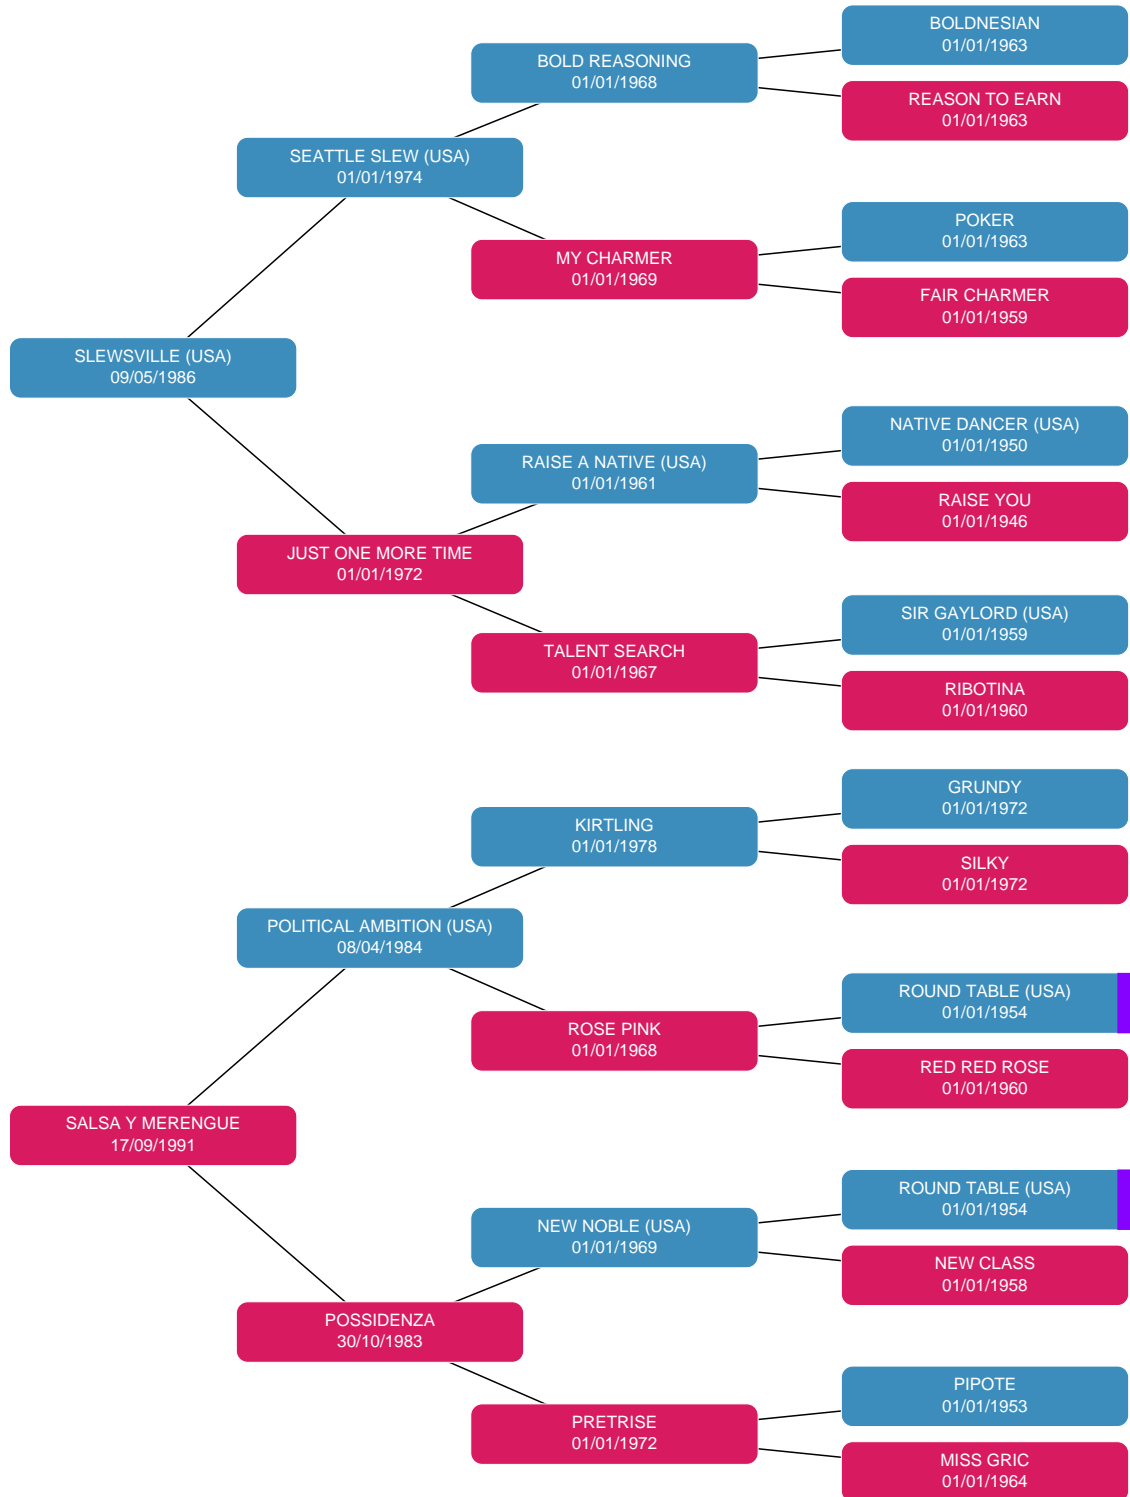 BOLDNESIAN
01/01/1963
BOLD REASONING
01/01/1968
REASON TO EARN
01/01/1963
SEATTLE SLEW (USA)
01/01/1974
POKER
01/01/1963
MY CHARMER
01/01/1969
FAIR CHARMER
01/01/1959
SLEWSVILLE (USA)
09/05/1986
NATIVE DANCER (USA)
01/01/1950
RAISE A NATIVE (USA)
01/01/1961
RAISE YOU
01/01/1946
JUST ONE MORE TIME
01/01/1972
SIR GAYLORD (USA)
01/01/1959
TALENT SEARCH
01/01/1967
RIBOTINA
01/01/1960
GRUNDY
01/01/1972
KIRTLING
01/01/1978
SILKY
01/01/1972
POLITICAL AMBITION (USA)
08/04/1984
ROUND TABLE (USA)
01/01/1954
ROSE PINK
01/01/1968
RED RED ROSE
01/01/1960
SALSA Y MERENGUE
17/09/1991
ROUND TABLE (USA)
01/01/1954
NEW NOBLE (USA)
01/01/1969
NEW CLASS
01/01/1958
POSSIDENZA
30/10/1983
PIPOTE
01/01/1953
PRETRISE
01/01/1972
MISS GRIC
01/01/1964